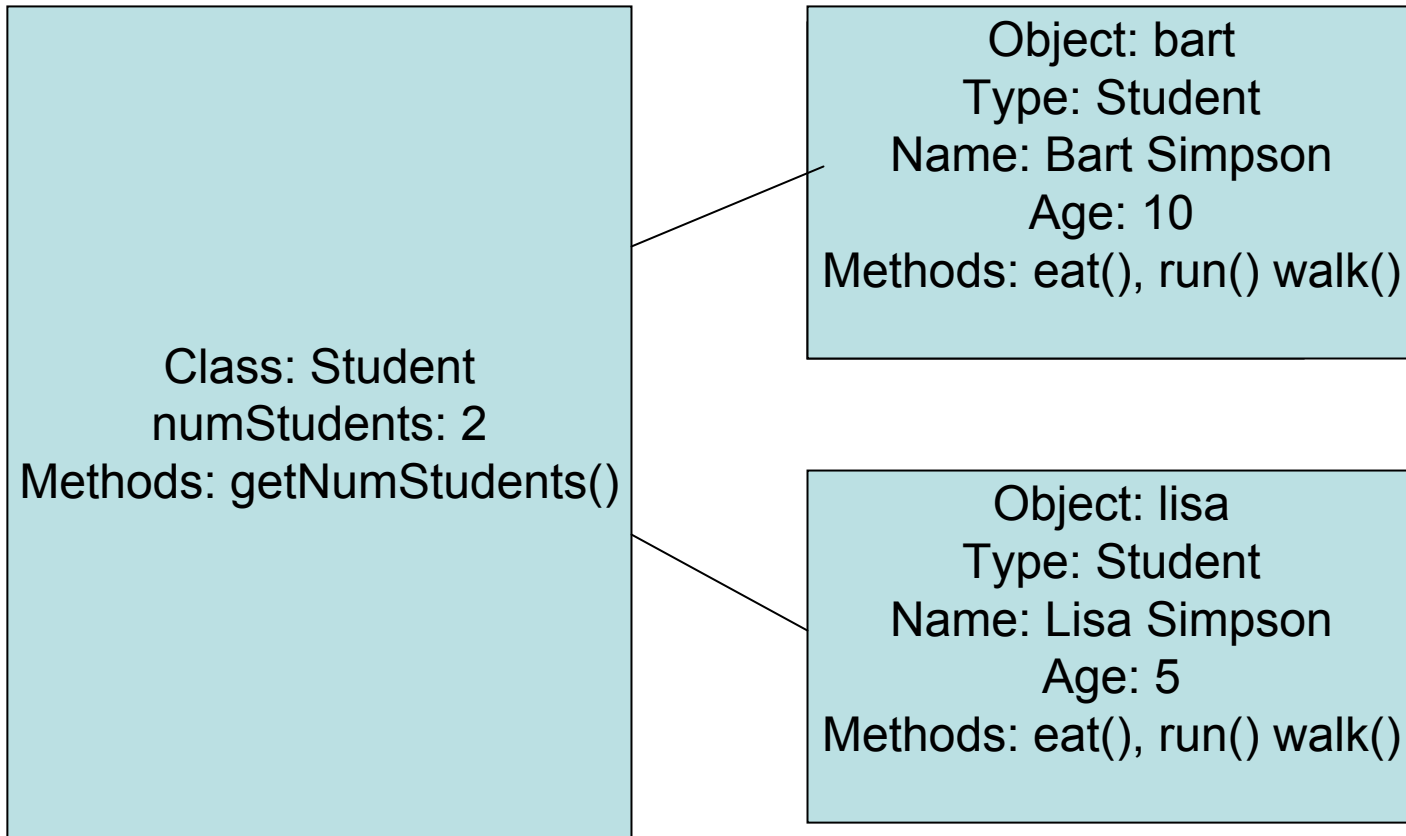 Class: Student
numStudents: 2
Methods: getNumStudents()
Object: bart
Type: Student
Name: Bart Simpson
Age: 10
Methods: eat(), run() walk()
Object: lisa
Type: Student
Name: Lisa Simpson
Age: 5
Methods: eat(), run() walk()